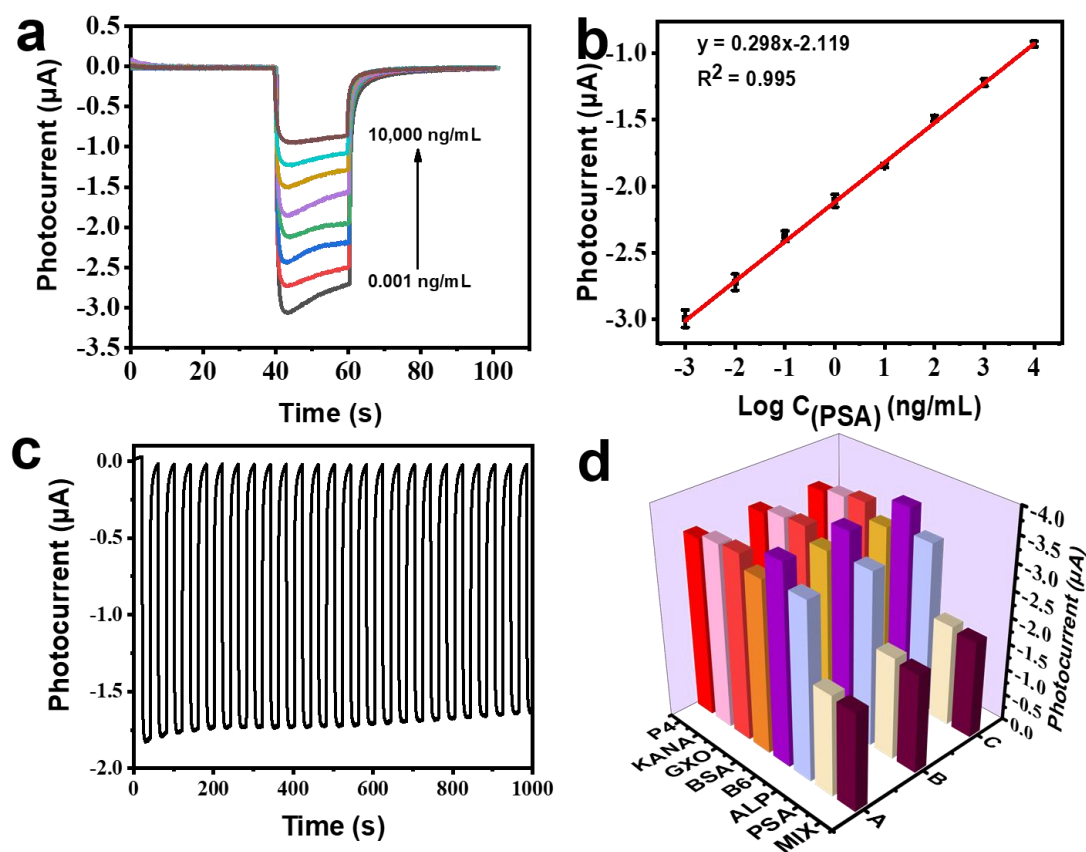 a
0.5
0.0
-0.5
-1.0
-1.5
-2.0
-2.5
-3.0
-3.5
Photocurrent (µA)
10,000 ng/mL
0.001 ng/mL
0
20
40
60
80
100
Time (s)
b
y = 0.298x-2.119
R2 = 0.995
-1.0
-1.5
-2.0
-2.5
-3.0
Photocurrent (µA)
-3
-2
-1
0
1
2
3
4
Log C(PSA) (ng/mL)
c
0.0
-0.5
-1.0
-1.5
-2.0
Photocurrent (µA)
0
200
400
600
800
1000
Time (s)
d
-4.0
-3.5
-3.0
-2.5
-2.0
-1.5
-1.0
-0.5
0.0
Photocurrent (µA)
P4
KANA
GXO
BSA
B6
ALP
PSA
MIX
A
B
C